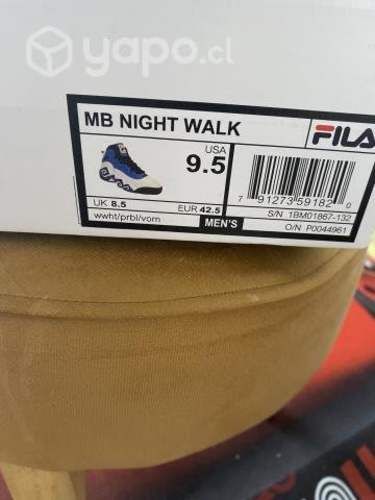 yapo.cl
MB NIGHT WALK
FILA
USA
9.5
UK 8.5
EUR 42.5
wwht/prbl/vorn
MEN'S
7 91273 59182 0
S/N 1BM01867-132
O/N P0044961